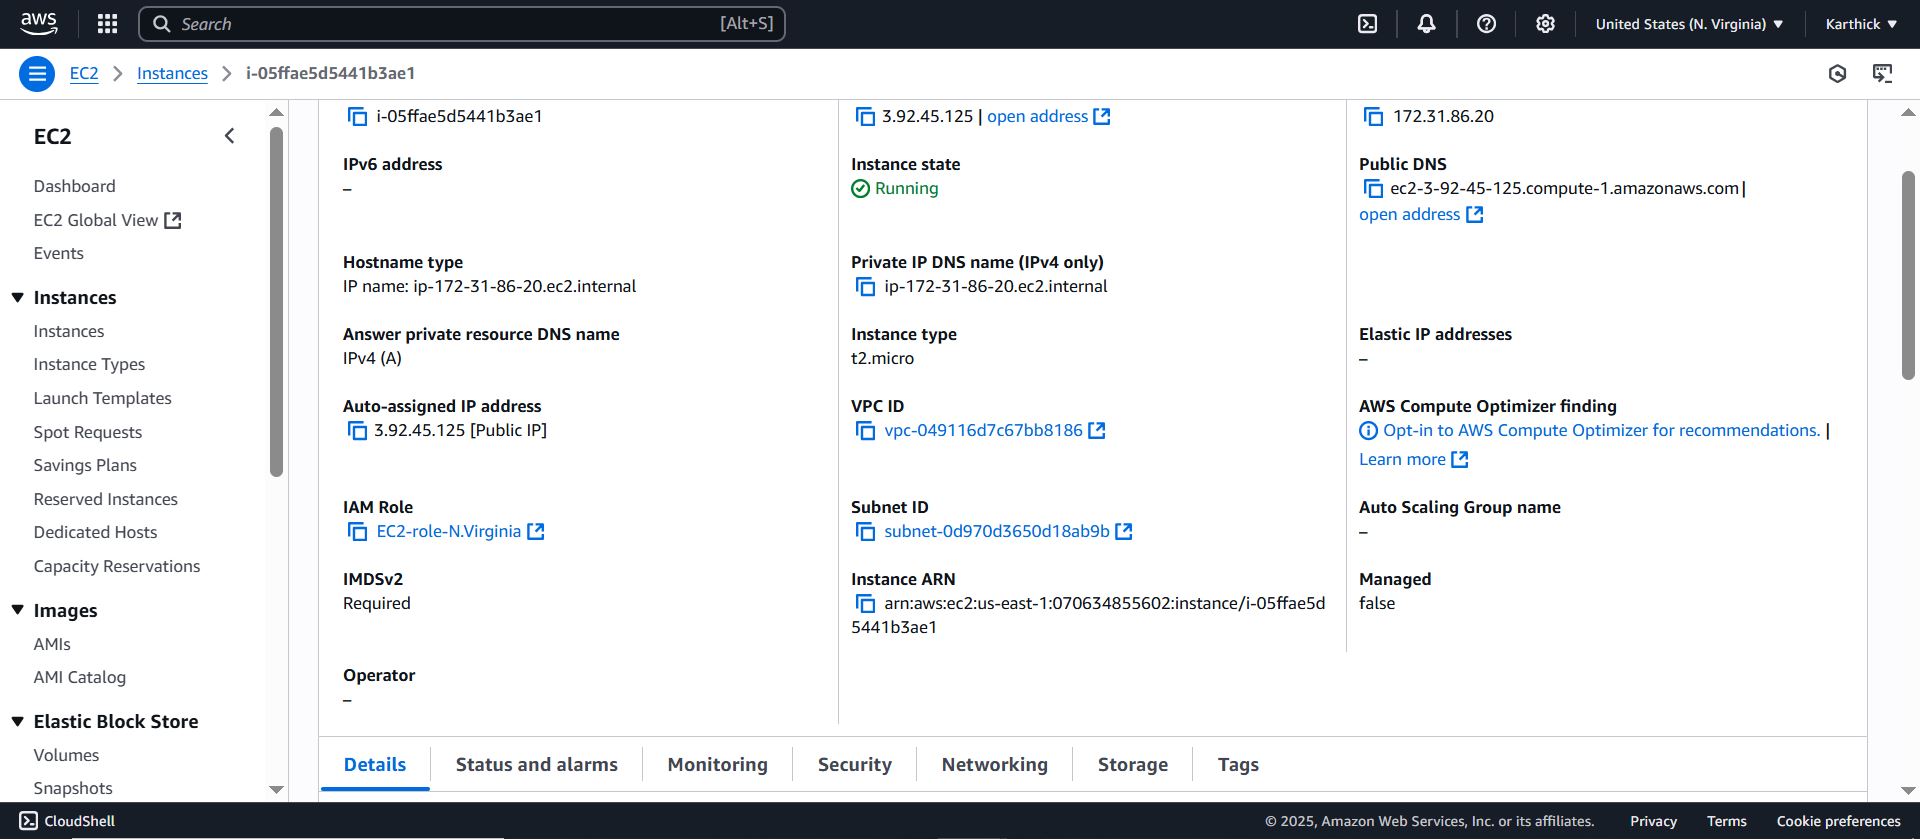 aws
Search
[Alt+S]
United States (N. Virginia)
Karthick
EC2
Instances
i-05ffae5d5441b3ae1
EC2
Dashboard
EC2 Global View
Events
Instances
Instances
Instance Types
Launch Templates
Spot Requests
Savings Plans
Reserved Instances
Dedicated Hosts
Capacity Reservations
Images
AMIs
AMI Catalog
Elastic Block Store
Volumes
Snapshots
i-05ffae5d5441b3ae1
3.92.45.125 | open address
172.31.86.20
IPv6 address
–
Instance state
Running
Public DNS
ec2-3-92-45-125.compute-1.amazonaws.com |
open address
Hostname type
IP name: ip-172-31-86-20.ec2.internal
Private IP DNS name (IPv4 only)
ip-172-31-86-20.ec2.internal
Answer private resource DNS name
IPv4 (A)
Instance type
t2.micro
Elastic IP addresses
–
Auto-assigned IP address
3.92.45.125 [Public IP]
VPC ID
vpc-049116d7c67bb8186
AWS Compute Optimizer finding
Opt-in to AWS Compute Optimizer for recommendations. |
Learn more
IAM Role
EC2-role-N.Virginia
Subnet ID
subnet-0d970d3650d18ab9b
Auto Scaling Group name
–
IMDSv2
Required
Instance ARN
arn:aws:ec2:us-east-1:070634855602:instance/i-05ffae5d
5441b3ae1
Managed
false
Operator
–
Details
Status and alarms
Monitoring
Security
Networking
Storage
Tags
CloudShell
© 2025, Amazon Web Services, Inc. or its affiliates.
Privacy
Terms
Cookie preferences